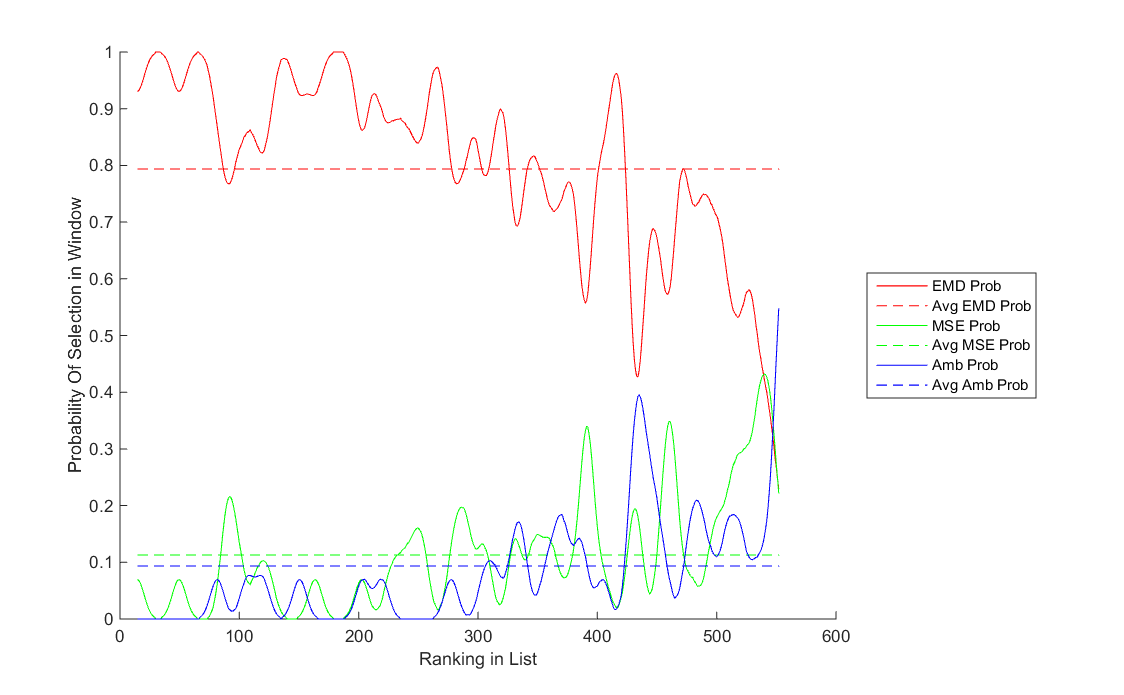 1
0.9
0.8
0.7
0.6
0.5
0.4
0.3
0.2
0.1
0
Probability Of Selection in Window
0 100 200 300 400 500 600
Ranking in List
EMD Prob
Avg EMD Prob
MSE Prob
Avg MSE Prob
Amb Prob
Avg Amb Prob